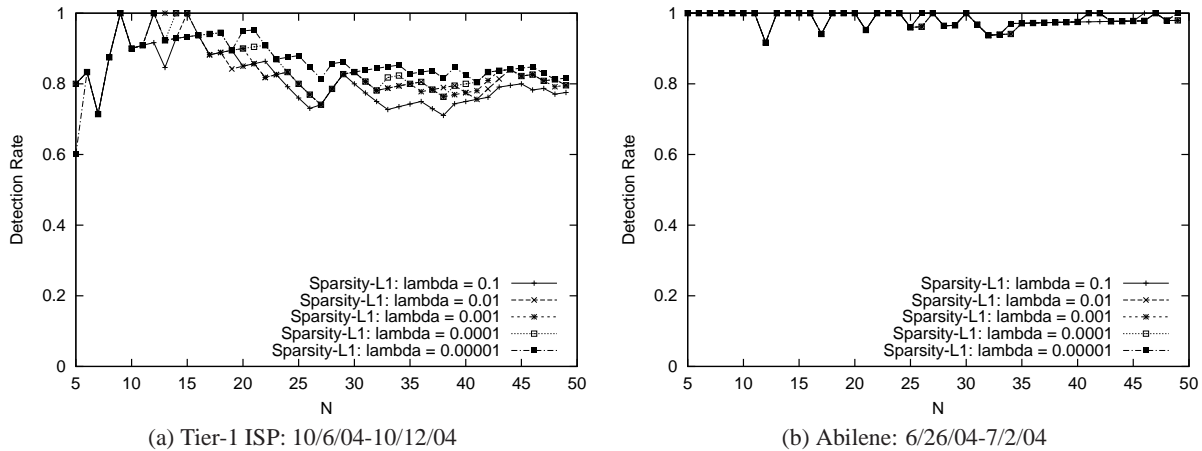 1
0.8
0.6
0.4
0.2
0
Detection Rate
5 10 15 20 25 30 35 40 45 50
N
Sparsity-L1: lambda = 0.1
Sparsity-L1: lambda = 0.01
Sparsity-L1: lambda = 0.001
Sparsity-L1: lambda = 0.0001
Sparsity-L1: lambda = 0.00001
(a) Tier-1 ISP: 10/6/04-10/12/04
1
0.8
0.6
0.4
0.2
0
Detection Rate
5 10 15 20 25 30 35 40 45 50
N
Sparsity-L1: lambda = 0.1
Sparsity-L1: lambda = 0.01
Sparsity-L1: lambda = 0.001
Sparsity-L1: lambda = 0.0001
Sparsity-L1: lambda = 0.00001
(b) Abilene: 6/26/04-7/2/04